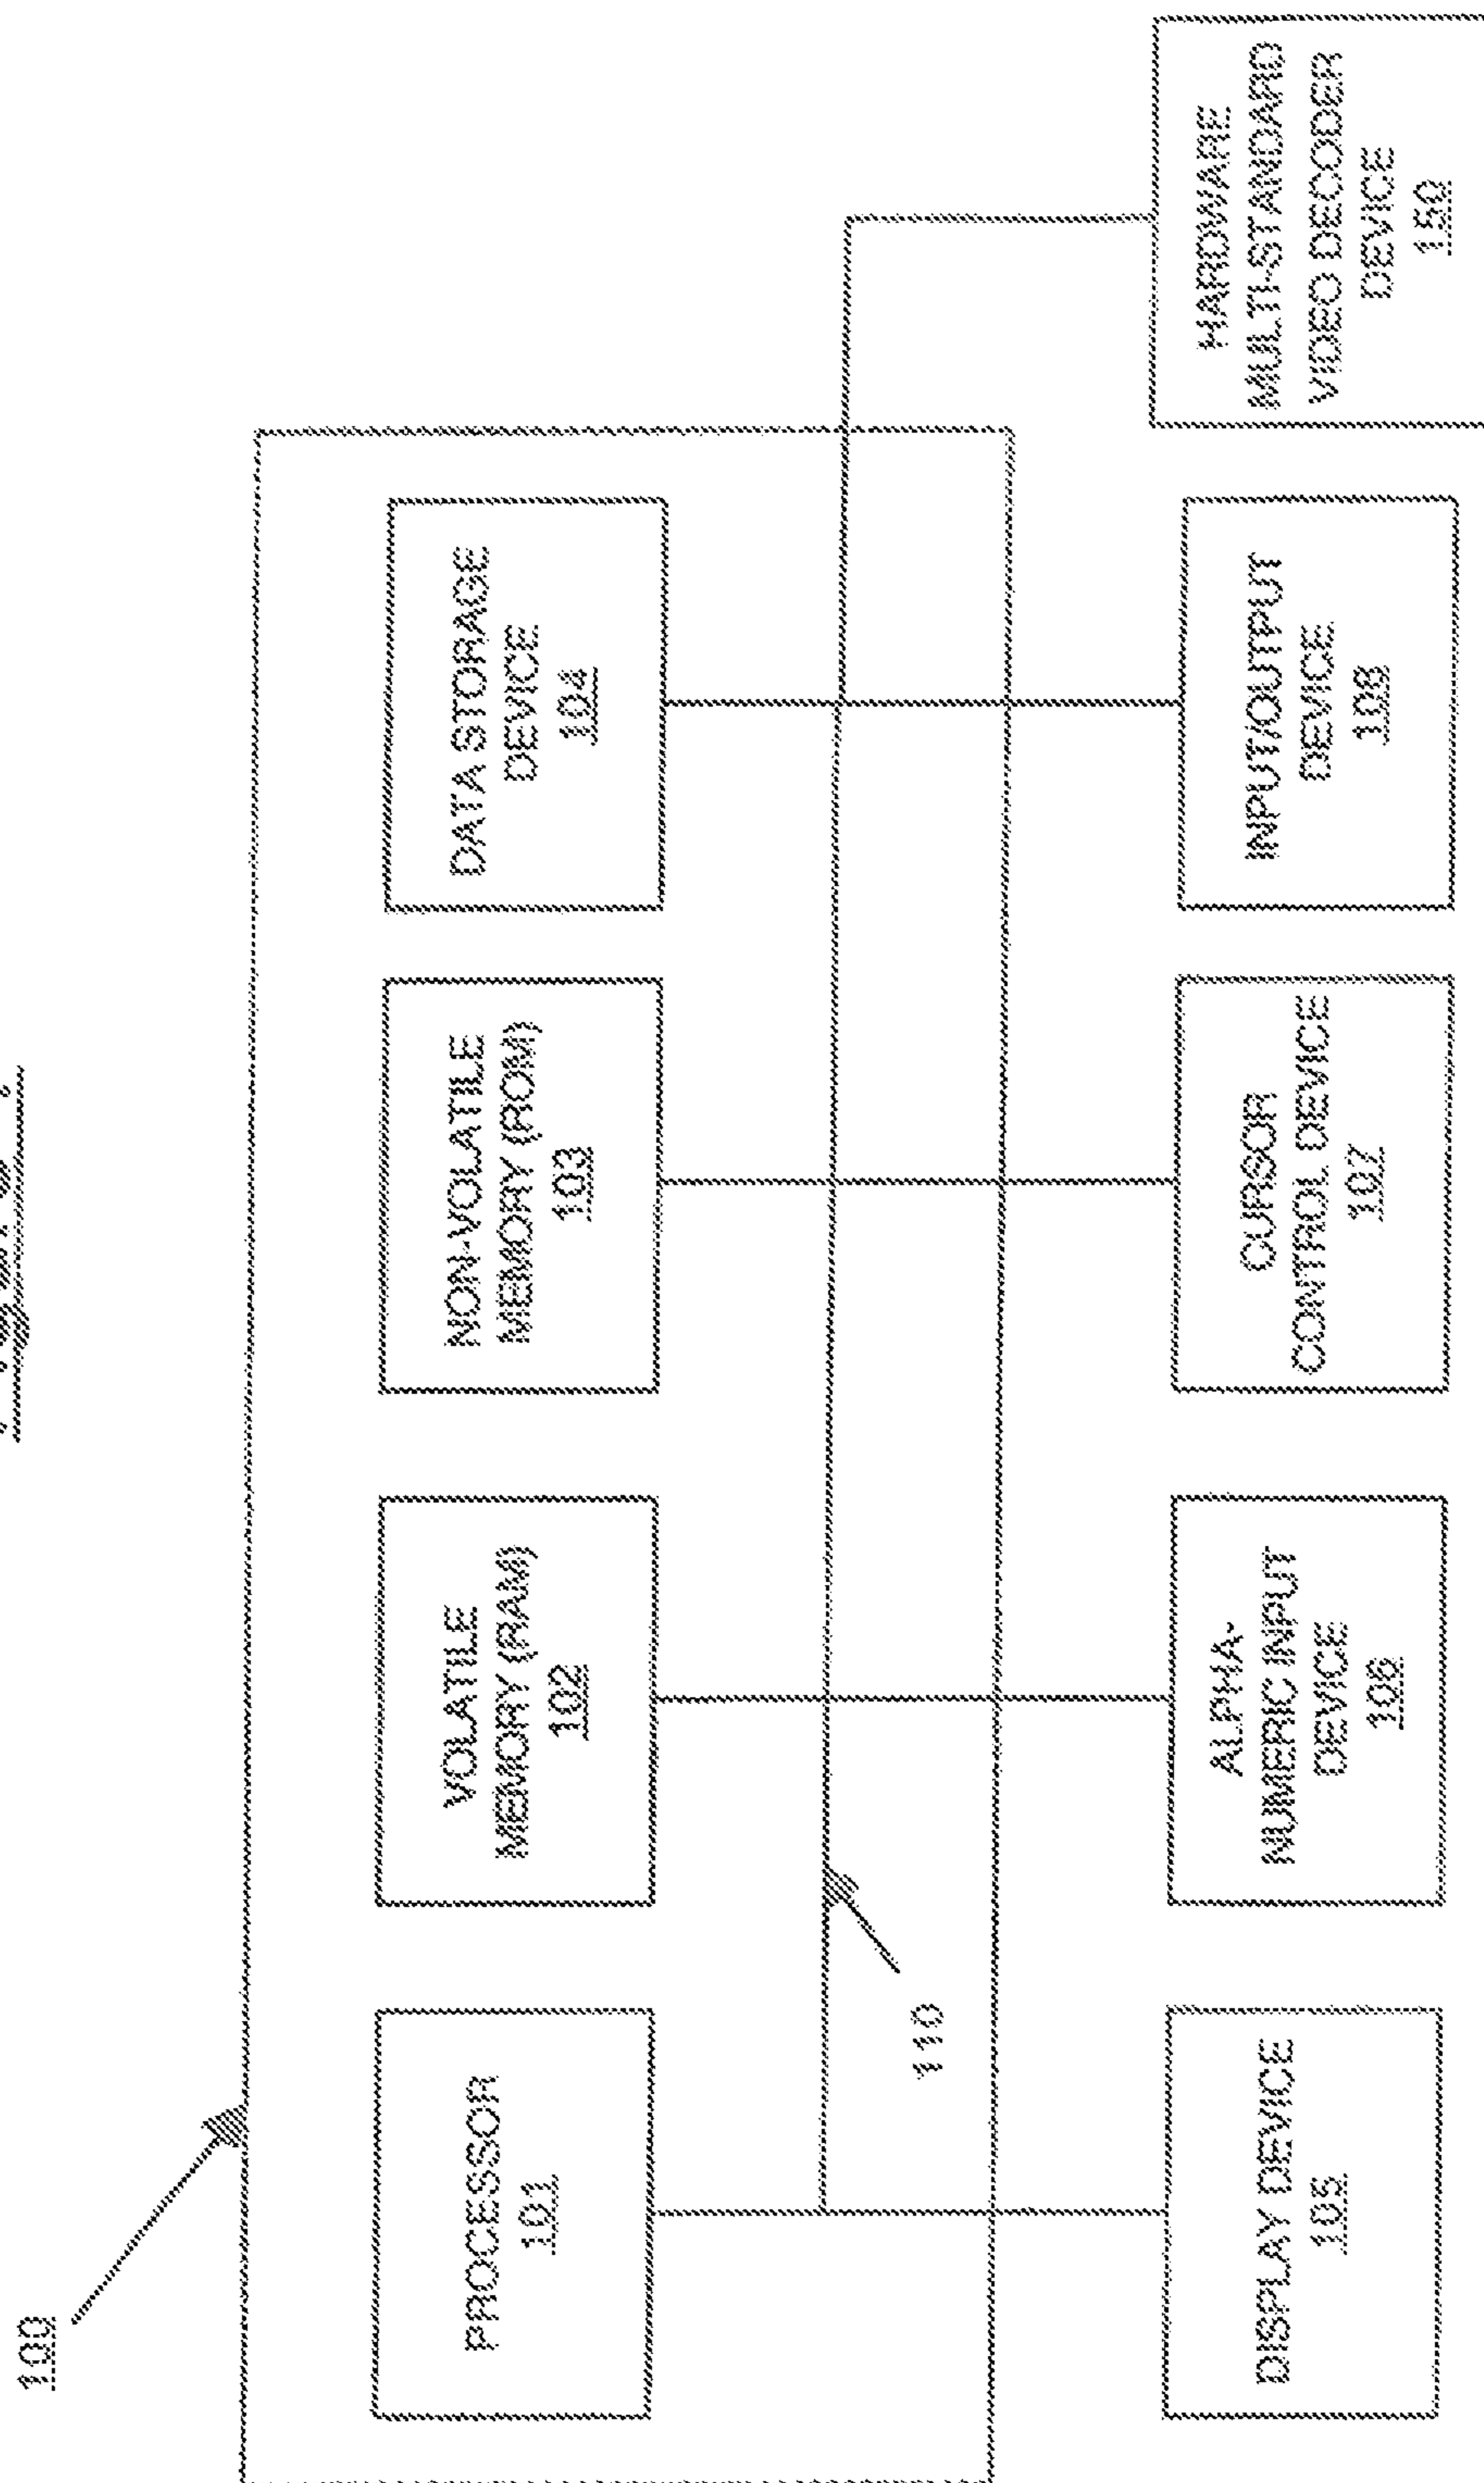 100
PROCESSOR
101
VOLATILE
MEMORY (RAM)
102
NON-VOLATILE
MEMORY (ROM)
103
DATA STORAGE
DEVICE
104
110
DISPLAY DEVICE
105
ALPHA-
NUMERIC INPUT
DEVICE
106
CURSOR
CONTROL DEVICE
107
INPUT/OUTPUT
DEVICE
108
HARDWARE
MULTI-STANDARD
VIDEO DECODER
DEVICE
150